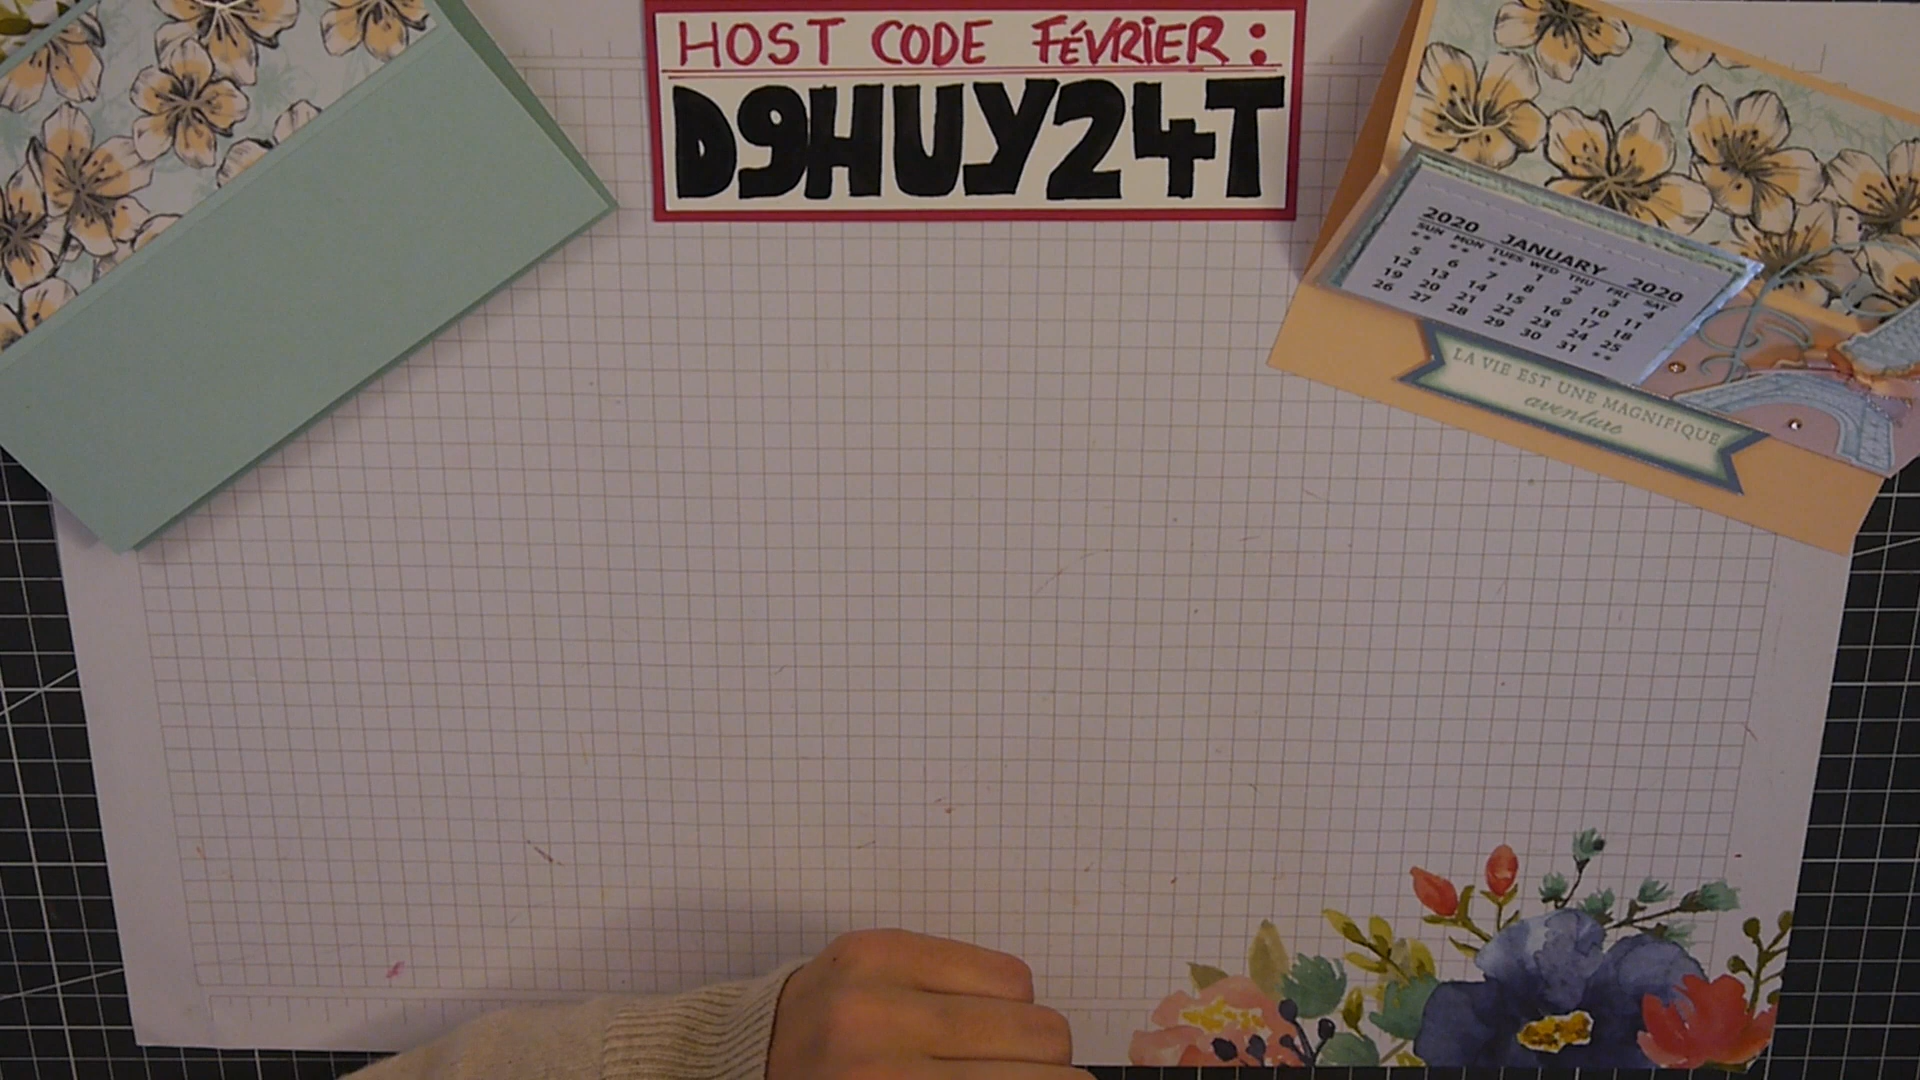 HOST CODE FÉVRIER :
D9HUY24T
2020 JANUARY 2020
SUN MON TUES WED THU FRI SAT
** ** ** 1 2 3 4
5 6 7 8 9 10 11
12 13 14 15 16 17 18
19 20 21 22 23 24 25
26 27 28 29 30 31 **
LA VIE EST UNE MAGNIFIQUE
aventure